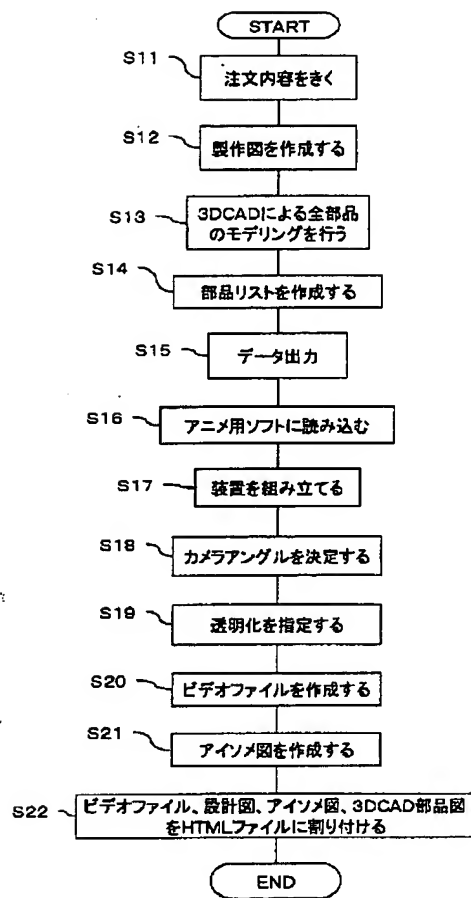 START
S11
注文内容をきく
S12
製作図を作成する
S13
3DCADによる全部品
のモデリングを行う
S14
部品リストを作成する
S15
データ出力
S16
アニメ用ソフトに読み込む
S17
装置を組み立てる
S18
カメラアングルを決定する
S19
透明化を指定する
S20
ビデオファイルを作成する
S21
アイソメ図を作成する
S22
ビデオファイル、設計図、アイソメ図、3DCAD部品図
をHTMLファイルに割り付ける
END